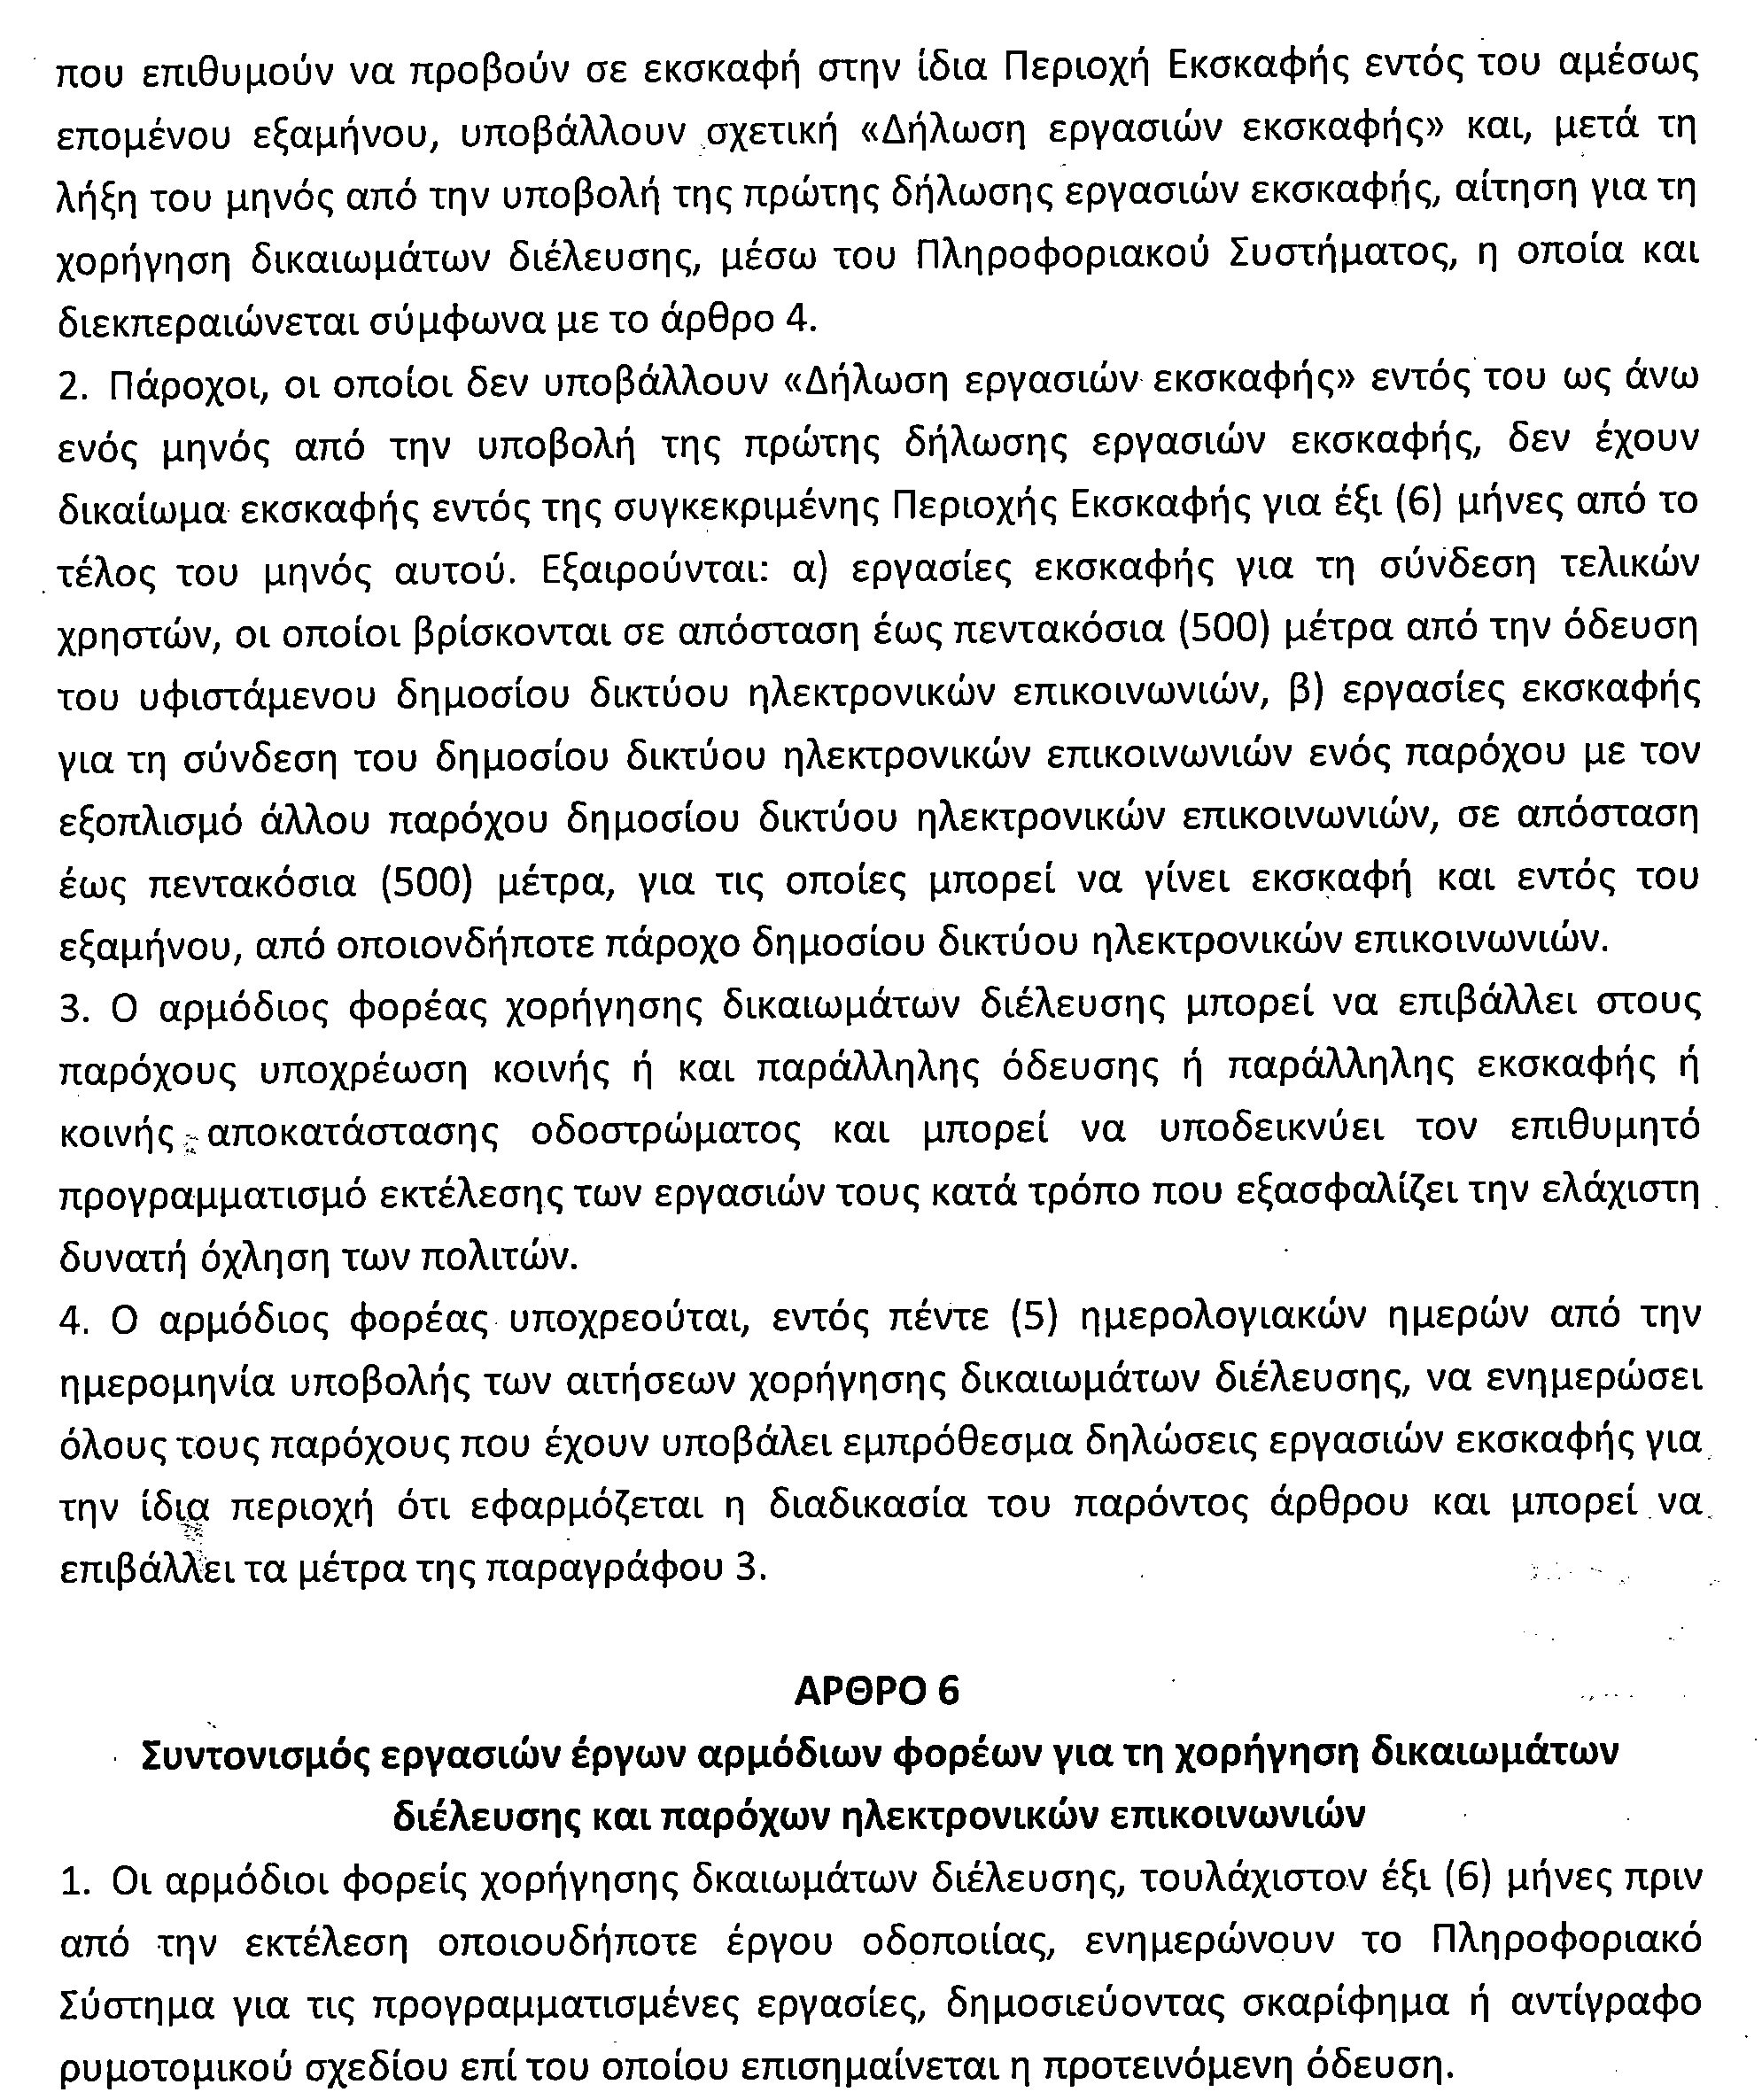 που επιθυμούν να προβούν σε εκσκαφή στην ίδια Περιοχή Εκσκαφής εντός του αμέσως
επομένου εξαμήνου, υποβάλλουν σχετική «Δήλωση εργασιών εκσκαφής» και, μετά τη
λήξη του μηνός από την υποβολή της πρώτης δήλωσης εργασιών εκσκαφής, αίτηση για τη
χορήγηση δικαιωμάτων διέλευσης, μέσω του Πληροφοριακού Συστήματος, η οποία και
διεκπεραιώνεται σύμφωνα με το άρθρο 4.
2. Πάροχοι, οι οποίοι δεν υποβάλλουν «Δήλωση εργασιών εκσκαφής» εντός του ως άνω
ενός μηνός από την υποβολή της πρώτης δήλωσης εργασιών εκσκαφής, δεν έχουν
δικαίωμα εκσκαφής εντός της συγκεκριμένης Περιοχής Εκσκαφής για έξι (6) μήνες από το
τέλος του μηνός αυτού. Εξαιρούνται: α) εργασίες εκσκαφής για τη σύνδεση τελικών
χρηστών, οι οποίοι βρίσκονται σε απόσταση έως πεντακόσια (500) μέτρα από την όδευση
του υφιστάμενου δημοσίου δικτύου ηλεκτρονικών επικοινωνιών, β) εργασίες εκσκαφής
για τη σύνδεση του δημοσίου δικτύου ηλεκτρονικών επικοινωνιών ενός παρόχου με τον
εξοπλισμό άλλου παρόχου δημοσίου δικτύου ηλεκτρονικών επικοινωνιών, σε απόσταση
έως πεντακόσια (500) μέτρα, για τις οποίες μπορεί να γίνει εκσκαφή και εντός του
εξαμήνου, από οποιονδήποτε πάροχο δημοσίου δικτύου ηλεκτρονικών επικοινωνιών.
3. Ο αρμόδιος φορέας χορήγησης δικαιωμάτων διέλευσης μπορεί να επιβάλλει στους
παρόχους υποχρέωση κοινής ή και παράλληλης όδευσης ή παράλληλης εκσκαφής ή
κοινής αποκατάστασης οδοστρώματος και μπορεί να υποδεικνύει τον επιθυμητό
προγραμματισμό εκτέλεσης των εργασιών τους κατά τρόπο που εξασφαλίζει την ελάχιστη
δυνατή όχληση των πολιτών.
4. Ο αρμόδιος φορέας υποχρεούται, εντός πέντε (5) ημερολογιακών ημερών από την
ημερομηνία υποβολής των αιτήσεων χορήγησης δικαιωμάτων διέλευσης, να ενημερώσει
όλους τους παρόχους που έχουν υποβάλει εμπρόθεσμα δηλώσεις εργασιών εκσκαφής για
την ίδια περιοχή ότι εφαρμόζεται η διαδικασία του παρόντος άρθρου και μπορεί να
επιβάλλει τα μέτρα της παραγράφου 3.
ΑΡΘΡΟ 6
Συντονισμός εργασιών έργων αρμόδιων φορέων για τη χορήγηση δικαιωμάτων
διέλευσης και παρόχων ηλεκτρονικών επικοινωνιών
1. Οι αρμόδιοι φορείς χορήγησης δκαιωμάτων διέλευσης, τουλάχιστον έξι (6) μήνες πριν
από την εκτέλεση οποιουδήποτε έργου οδοποιίας, ενημερώνουν το Πληροφοριακό
Σύστημα για τις προγραμματισμένες εργασίες, δημοσιεύοντας σκαρίφημα ή αντίγραφο
ρυμοτομικού σχεδίου επί του οποίου επισημαίνεται η προτεινόμενη όδευση.